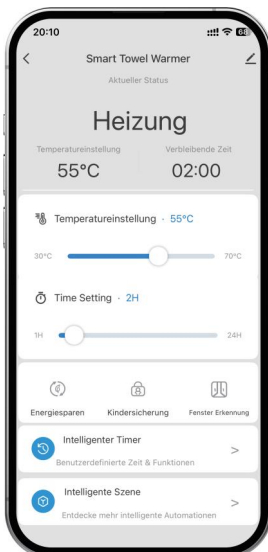 20:10 68
Smart Towel Warmer
Aktueller Status
Heizung
Temperatureinstellung Verbleibende Zeit
55°C 02:00
Temperatureinstellung · 55°C
30°C 70°C
Time Setting · 2H
1H 24H
Energiesparen Kindersicherung Fenster Erkennung
Intelligenter Timer
Benutzerdefinierte Zeit & Funktionen
Intelligente Szene
Entdecke mehr intelligente Automationen